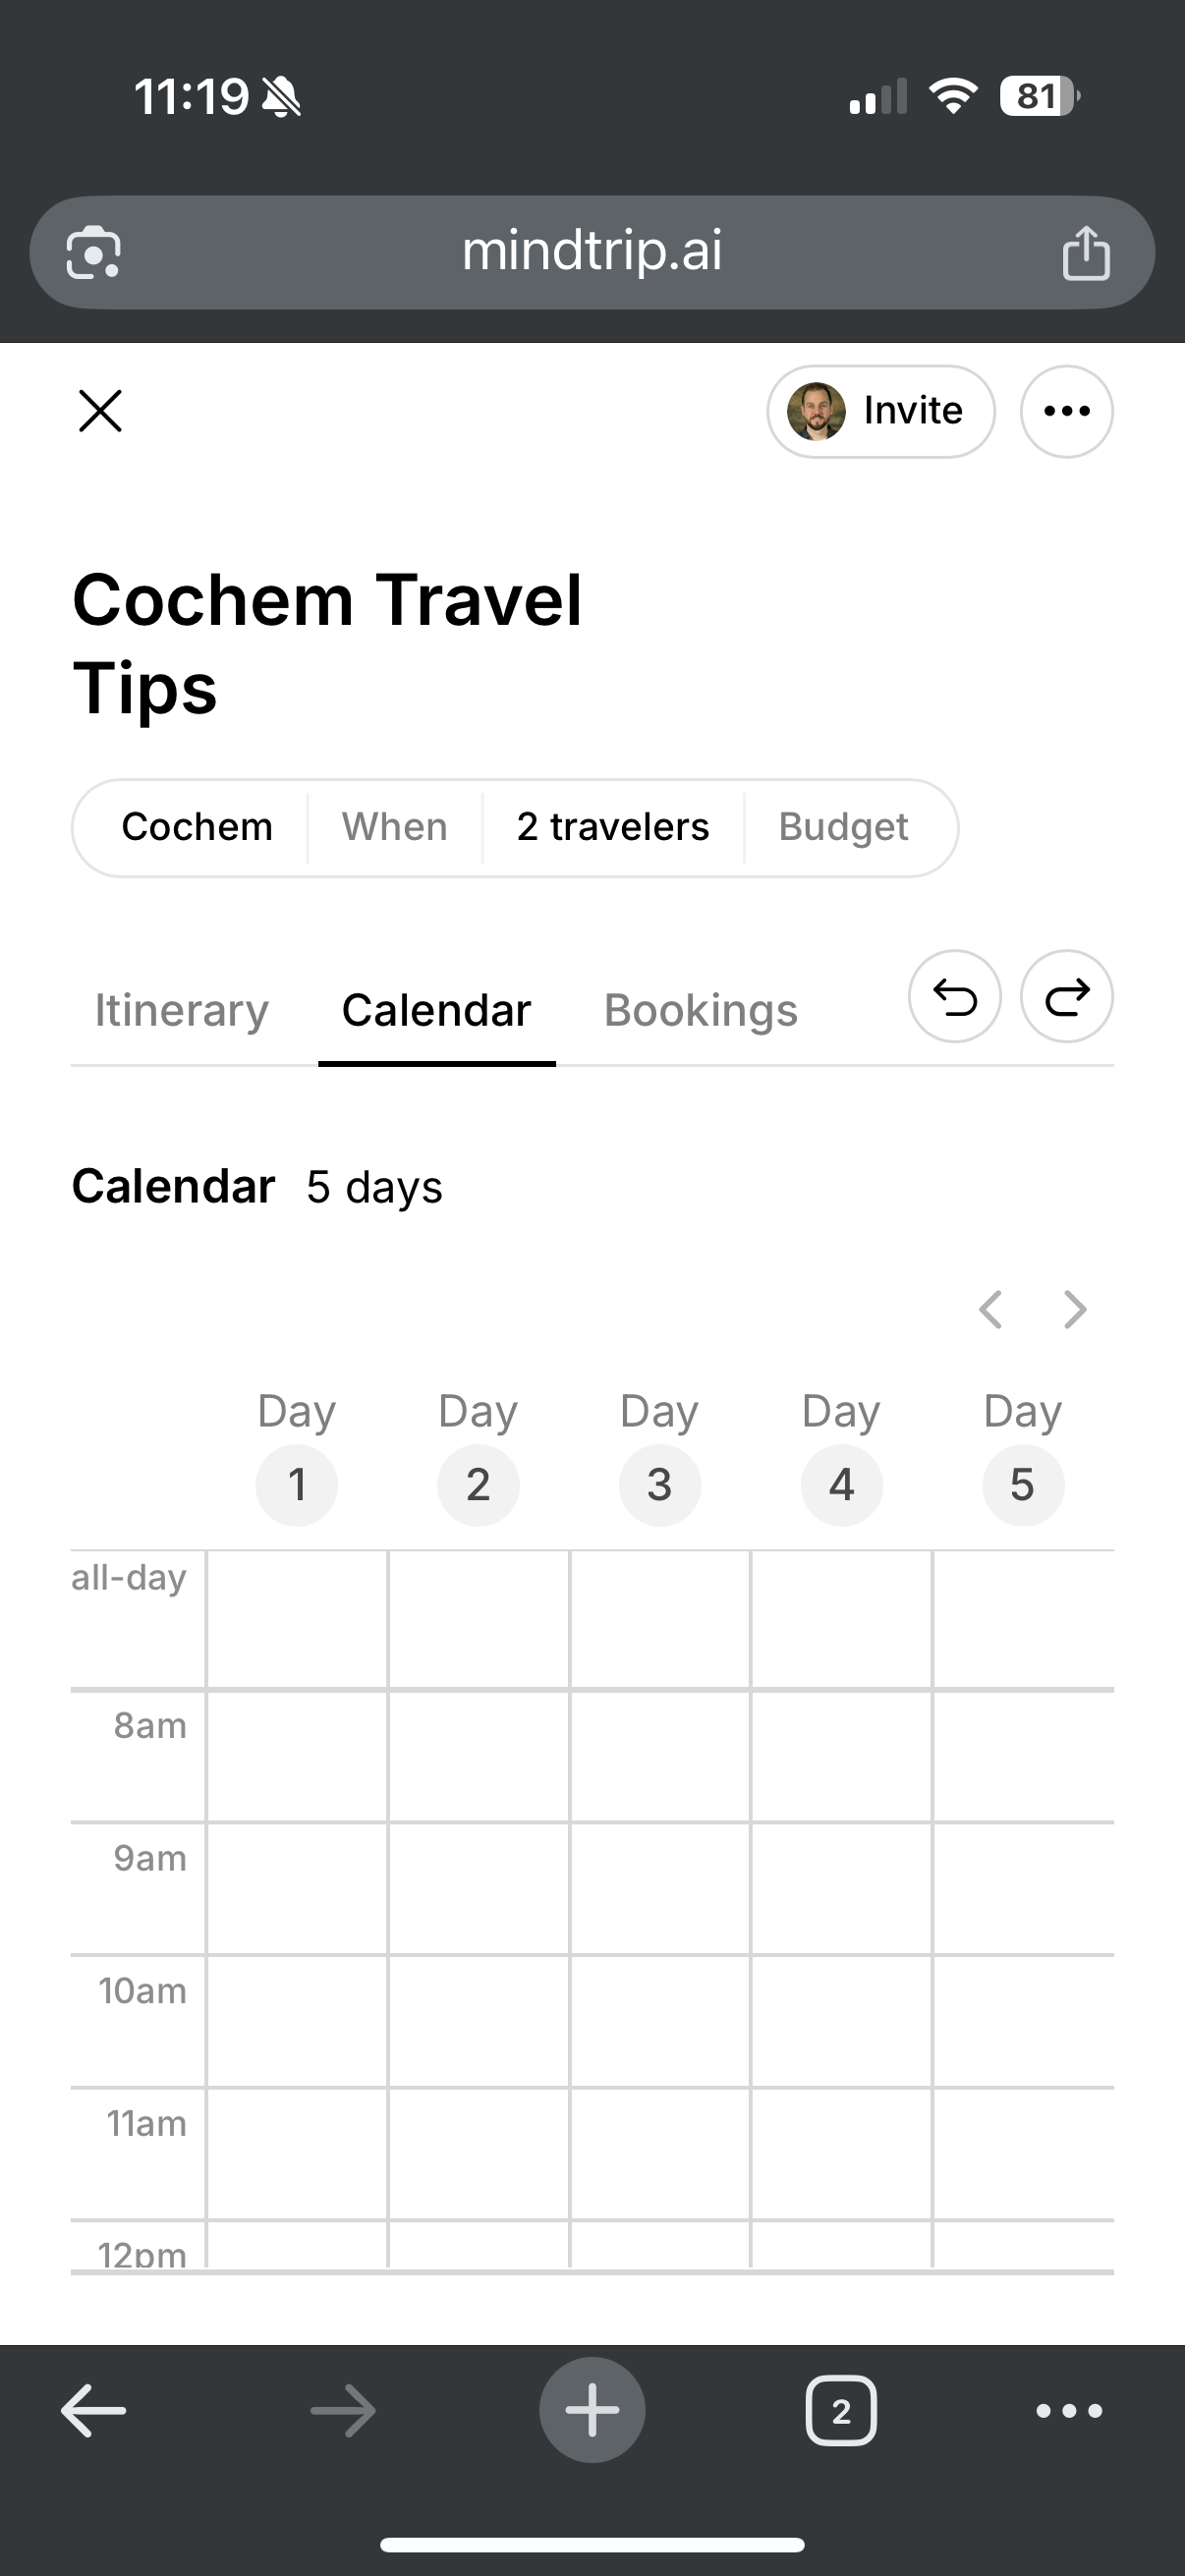 11:19
81
mindtrip.ai
Invite
Cochem Travel
Tips
Cochem When 2 travelers Budget
Itinerary Calendar Bookings
Calendar 5 days
Day Day Day Day Day
1 2 3 4 5
all-day
8am
9am
10am
11am
12pm
2